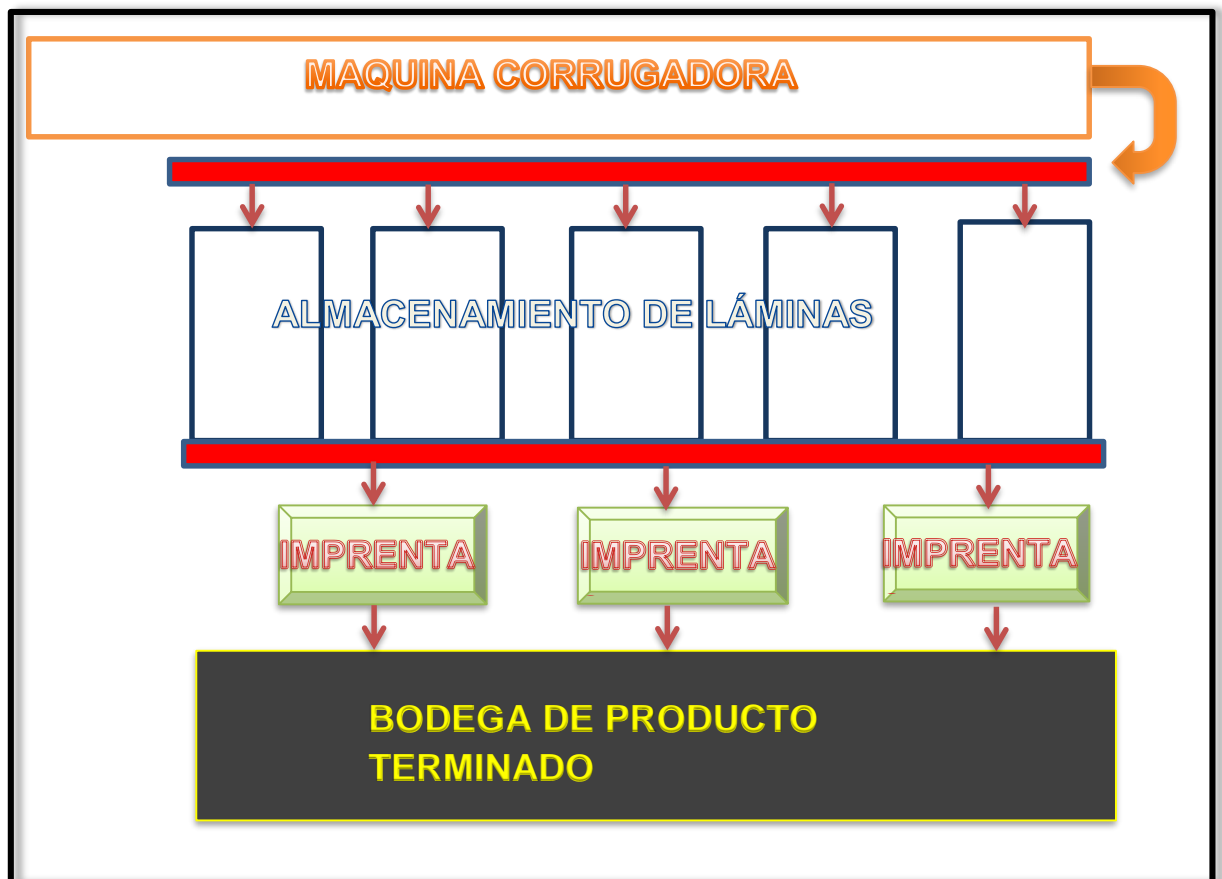 MAQUINA CORRUGADORA
ALMACENAMIENTO DE LÁMINAS
IMPRENTA
IMPRENTA
IMPRENTA
BODEGA DE PRODUCTO
TERMINADO